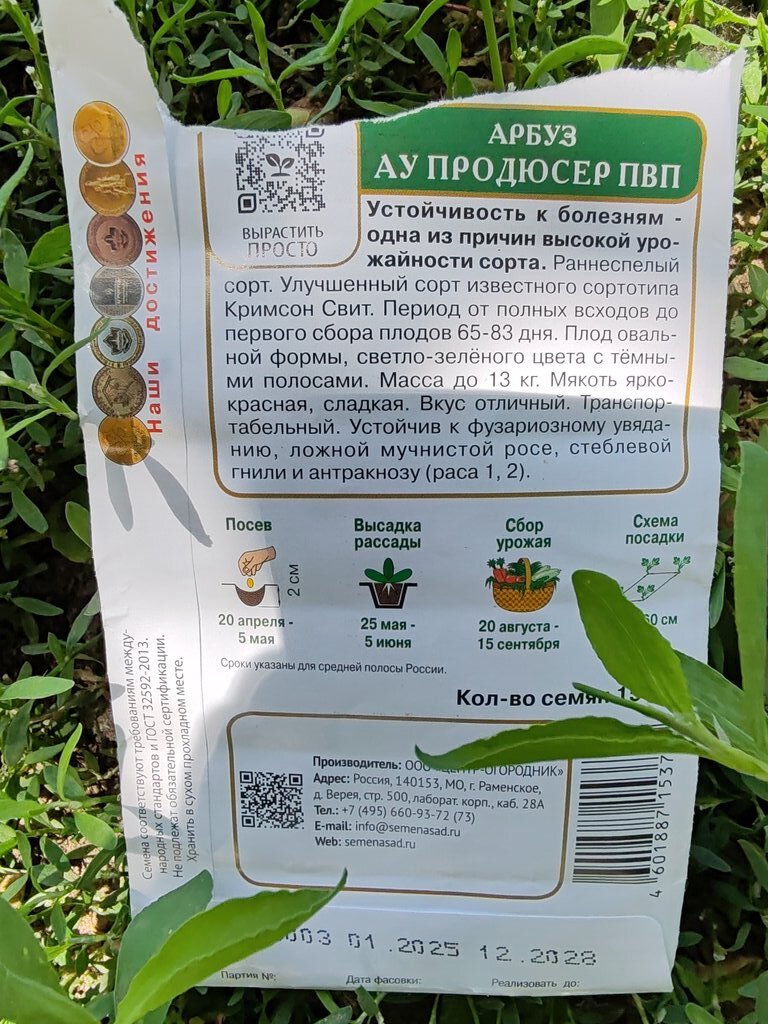 Наши достижения
ВЫРАСТИТЬ
ПРОСТО
АРБУЗ
АУ ПРОДЮСЕР ПВП
Устойчивость к болезням -
одна из причин высокой уро-
жайности сорта. Раннеспелый
сорт. Улучшенный сорт известного сортотипа
Кримсон Свит. Период от полных всходов до
первого сбора плодов 65-83 дня. Плод оваль-
ной формы, светло-зелёного цвета с тёмны-
ми полосами. Масса до 13 кг. Мякоть ярко-
красная, сладкая. Вкус отличный. Транспор-
табельный. Устойчив к фузариозному увяда-
нию, ложной мучнистой росе, стеблевой
гнили и антракнозу (раса 1, 2).
Посев
2 см
20 апреля -
5 мая
Высадка
рассады
25 мая -
5 июня
Сбор
урожая
20 августа -
15 сентября
Схема
посадки
см
Сроки указаны для средней полосы России.
Кол-во семян
Семена соответствуют требованиям между-
народных стандартов и ГОСТ 32592-2013.
Не подлежат обязательной сертификации.
Хранить в сухом прохладном месте.
Производитель: ООО «ЦЕНТР-ОГОРОДНИК»
Адрес: Россия, 140153, МО, г. Раменское,
д. Верея, стр. 500, лаборат. корп., каб. 28А
Тел.: +7 (495) 660-93-72 (73)
E-mail: info@semenasad.ru
Web: semenasad.ru
4 601887 1537
003 01.2025 12.2028
Партия №: Дата фасовки: Реализовать до: